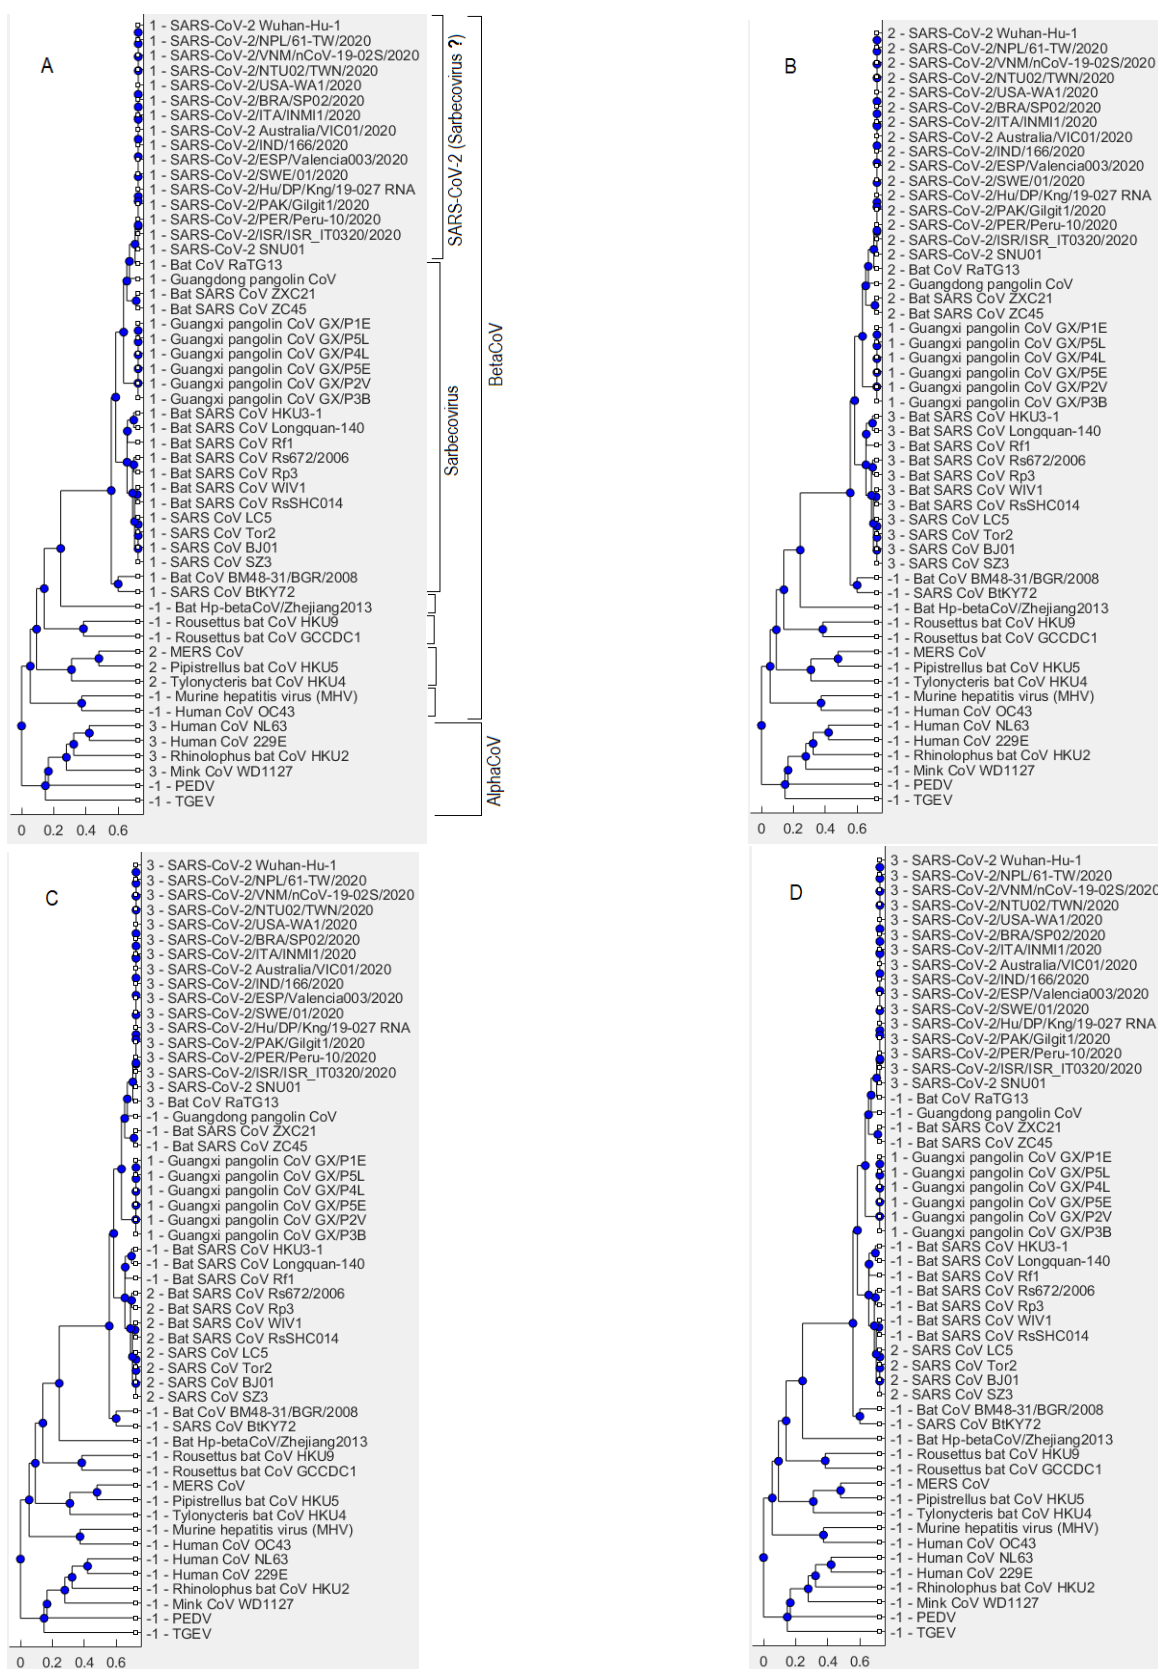 A
1 - SARS-CoV-2 Wuhan-Hu-1
1 - SARS-CoV-2/NPL/61-TW/2020
1 - SARS-CoV-2/VNM/nCoV-19-02S/2020
1 - SARS-CoV-2/NTU02/TWN/2020
1 - SARS-CoV-2/USA-WA1/2020
1 - SARS-CoV-2/BRA/SP02/2020
1 - SARS-CoV-2/ITA/INMI1/2020
1 - SARS-CoV-2 Australia/VIC01/2020
1 - SARS-CoV-2/IND/166/2020
1 - SARS-CoV-2/ESP/Valencia003/2020
1 - SARS-CoV-2/SWE/01/2020
1 - SARS-CoV-2/Hu/DP/Kng/19-027 RNA
1 - SARS-CoV-2/PAK/Gilgit1/2020
1 - SARS-CoV-2/PER/Peru-10/2020
1 - SARS-CoV-2/ISR/ISR_IT0320/2020
1 - SARS-CoV-2 SNU01
1 - Bat CoV RaTG13
1 - Guangdong pangolin CoV
1 - Bat SARS CoV ZXC21
1 - Bat SARS CoV ZC45
1 - Guangxi pangolin CoV GX/P1E
1 - Guangxi pangolin CoV GX/P5L
1 - Guangxi pangolin CoV GX/P4L
1 - Guangxi pangolin CoV GX/P5E
1 - Guangxi pangolin CoV GX/P2V
1 - Guangxi pangolin CoV GX/P3B
1 - Bat SARS CoV HKU3-1
1 - Bat SARS CoV Longquan-140
1 - Bat SARS CoV Rf1
1 - Bat SARS CoV Rs672/2006
1 - Bat SARS CoV Rp3
1 - Bat SARS CoV WIV1
1 - Bat SARS CoV RsSHC014
1 - SARS CoV LC5
1 - SARS CoV Tor2
1 - SARS CoV BJ01
1 - SARS CoV SZ3
1 - Bat CoV BM48-31/BGR/2008
1 - SARS CoV BtKY72
-1 - Bat Hp-betaCoV/Zhejiang2013
-1 - Rousettus bat CoV HKU9
-1 - Rousettus bat CoV GCCDC1
2 - MERS CoV
2 - Pipistrellus bat CoV HKU5
2 - Tylonycteris bat CoV HKU4
-1 - Murine hepatitis virus (MHV)
-1 - Human CoV OC43
3 - Human CoV NL63
3 - Human CoV 229E
3 - Rhinolophus bat CoV HKU2
3 - Mink CoV WD1127
-1 - PEDV
-1 - TGEV
0 0.2 0.4 0.6
SARS-CoV-2 (Sarbecovirus ?)
Sarbecovirus
BetaCoV
AlphaCoV
B
2 - SARS-CoV-2 Wuhan-Hu-1
2 - SARS-CoV-2/NPL/61-TW/2020
2 - SARS-CoV-2/VNM/nCoV-19-02S/2020
2 - SARS-CoV-2/NTU02/TWN/2020
2 - SARS-CoV-2/USA-WA1/2020
2 - SARS-CoV-2/BRA/SP02/2020
2 - SARS-CoV-2/ITA/INMI1/2020
2 - SARS-CoV-2 Australia/VIC01/2020
2 - SARS-CoV-2/IND/166/2020
2 - SARS-CoV-2/ESP/Valencia003/2020
2 - SARS-CoV-2/SWE/01/2020
2 - SARS-CoV-2/Hu/DP/Kng/19-027 RNA
2 - SARS-CoV-2/PAK/Gilgit1/2020
2 - SARS-CoV-2/PER/Peru-10/2020
2 - SARS-CoV-2/ISR/ISR_IT0320/2020
2 - SARS-CoV-2 SNU01
2 - Bat CoV RaTG13
2 - Guangdong pangolin CoV
2 - Bat SARS CoV ZXC21
2 - Bat SARS CoV ZC45
1 - Guangxi pangolin CoV GX/P1E
1 - Guangxi pangolin CoV GX/P5L
1 - Guangxi pangolin CoV GX/P4L
1 - Guangxi pangolin CoV GX/P5E
1 - Guangxi pangolin CoV GX/P2V
1 - Guangxi pangolin CoV GX/P3B
3 - Bat SARS CoV HKU3-1
3 - Bat SARS CoV Longquan-140
3 - Bat SARS CoV Rf1
3 - Bat SARS CoV Rs672/2006
3 - Bat SARS CoV Rp3
3 - Bat SARS CoV WIV1
3 - Bat SARS CoV RsSHC014
3 - SARS CoV LC5
3 - SARS CoV Tor2
3 - SARS CoV BJ01
3 - SARS CoV SZ3
-1 - Bat CoV BM48-31/BGR/2008
-1 - SARS CoV BtKY72
-1 - Bat Hp-betaCoV/Zhejiang2013
-1 - Rousettus bat CoV HKU9
-1 - Rousettus bat CoV GCCDC1
-1 - MERS CoV
-1 - Pipistrellus bat CoV HKU5
-1 - Tylonycteris bat CoV HKU4
-1 - Murine hepatitis virus (MHV)
-1 - Human CoV OC43
-1 - Human CoV NL63
-1 - Human CoV 229E
-1 - Rhinolophus bat CoV HKU2
-1 - Mink CoV WD1127
-1 - PEDV
-1 - TGEV
0 0.2 0.4 0.6
C
3 - SARS-CoV-2 Wuhan-Hu-1
3 - SARS-CoV-2/NPL/61-TW/2020
3 - SARS-CoV-2/VNM/nCoV-19-02S/2020
3 - SARS-CoV-2/NTU02/TWN/2020
3 - SARS-CoV-2/USA-WA1/2020
3 - SARS-CoV-2/BRA/SP02/2020
3 - SARS-CoV-2/ITA/INMI1/2020
3 - SARS-CoV-2 Australia/VIC01/2020
3 - SARS-CoV-2/IND/166/2020
3 - SARS-CoV-2/ESP/Valencia003/2020
3 - SARS-CoV-2/SWE/01/2020
3 - SARS-CoV-2/Hu/DP/Kng/19-027 RNA
3 - SARS-CoV-2/PAK/Gilgit1/2020
3 - SARS-CoV-2/PER/Peru-10/2020
3 - SARS-CoV-2/ISR/ISR_IT0320/2020
3 - SARS-CoV-2 SNU01
3 - Bat CoV RaTG13
-1 - Guangdong pangolin CoV
-1 - Bat SARS CoV ZXC21
-1 - Bat SARS CoV ZC45
1 - Guangxi pangolin CoV GX/P1E
1 - Guangxi pangolin CoV GX/P5L
1 - Guangxi pangolin CoV GX/P4L
1 - Guangxi pangolin CoV GX/P5E
1 - Guangxi pangolin CoV GX/P2V
1 - Guangxi pangolin CoV GX/P3B
-1 - Bat SARS CoV HKU3-1
-1 - Bat SARS CoV Longquan-140
-1 - Bat SARS CoV Rf1
2 - Bat SARS CoV Rs672/2006
2 - Bat SARS CoV Rp3
2 - Bat SARS CoV WIV1
2 - Bat SARS CoV RsSHC014
2 - SARS CoV LC5
2 - SARS CoV Tor2
2 - SARS CoV BJ01
2 - SARS CoV SZ3
-1 - Bat CoV BM48-31/BGR/2008
-1 - SARS CoV BtKY72
-1 - Bat Hp-betaCoV/Zhejiang2013
-1 - Rousettus bat CoV HKU9
-1 - Rousettus bat CoV GCCDC1
-1 - MERS CoV
-1 - Pipistrellus bat CoV HKU5
-1 - Tylonycteris bat CoV HKU4
-1 - Murine hepatitis virus (MHV)
-1 - Human CoV OC43
-1 - Human CoV NL63
-1 - Human CoV 229E
-1 - Rhinolophus bat CoV HKU2
-1 - Mink CoV WD1127
-1 - PEDV
-1 - TGEV
0 0.2 0.4 0.6
D
3 - SARS-CoV-2 Wuhan-Hu-1
3 - SARS-CoV-2/NPL/61-TW/2020
3 - SARS-CoV-2/VNM/nCoV-19-02S/2020
3 - SARS-CoV-2/NTU02/TWN/2020
3 - SARS-CoV-2/USA-WA1/2020
3 - SARS-CoV-2/BRA/SP02/2020
3 - SARS-CoV-2/ITA/INMI1/2020
3 - SARS-CoV-2 Australia/VIC01/2020
3 - SARS-CoV-2/IND/166/2020
3 - SARS-CoV-2/ESP/Valencia003/2020
3 - SARS-CoV-2/SWE/01/2020
3 - SARS-CoV-2/Hu/DP/Kng/19-027 RNA
3 - SARS-CoV-2/PAK/Gilgit1/2020
3 - SARS-CoV-2/PER/Peru-10/2020
3 - SARS-CoV-2/ISR/ISR_IT0320/2020
3 - SARS-CoV-2 SNU01
-1 - Bat CoV RaTG13
-1 - Guangdong pangolin CoV
-1 - Bat SARS CoV ZXC21
-1 - Bat SARS CoV ZC45
1 - Guangxi pangolin CoV GX/P1E
1 - Guangxi pangolin CoV GX/P5L
1 - Guangxi pangolin CoV GX/P4L
1 - Guangxi pangolin CoV GX/P5E
1 - Guangxi pangolin CoV GX/P2V
1 - Guangxi pangolin CoV GX/P3B
-1 - Bat SARS CoV HKU3-1
-1 - Bat SARS CoV Longquan-140
-1 - Bat SARS CoV Rf1
-1 - Bat SARS CoV Rs672/2006
-1 - Bat SARS CoV Rp3
-1 - Bat SARS CoV WIV1
-1 - Bat SARS CoV RsSHC014
2 - SARS CoV LC5
2 - SARS CoV Tor2
2 - SARS CoV BJ01
2 - SARS CoV SZ3
-1 - Bat CoV BM48-31/BGR/2008
-1 - SARS CoV BtKY72
-1 - Bat Hp-betaCoV/Zhejiang2013
-1 - Rousettus bat CoV HKU9
-1 - Rousettus bat CoV GCCDC1
-1 - MERS CoV
-1 - Pipistrellus bat CoV HKU5
-1 - Tylonycteris bat CoV HKU4
-1 - Murine hepatitis virus (MHV)
-1 - Human CoV OC43
-1 - Human CoV NL63
-1 - Human CoV 229E
-1 - Rhinolophus bat CoV HKU2
-1 - Mink CoV WD1127
-1 - PEDV
-1 - TGEV
0 0.2 0.4 0.6